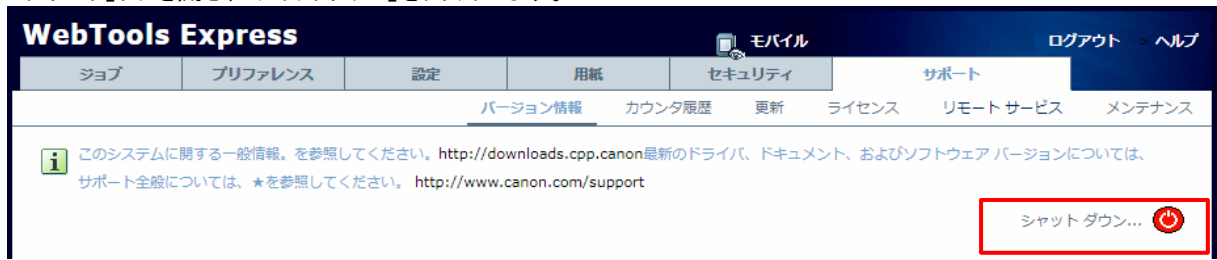 WebTools Express モバイル ログアウト ヘルプ
ジョブ プリファレンス 設定 用紙 セキュリティ サポート
バージョン情報 カウンタ履歴 更新 ライセンス リモート サービス メンテナンス
このシステムに関する一般情報。を参照してください。http://downloads.cpp.canon最新のドライバ、ドキュメント、およびソフトウェア バージョンについては、
サポート全般については、★を参照してください。 http://www.canon.com/support
シャット ダウン...